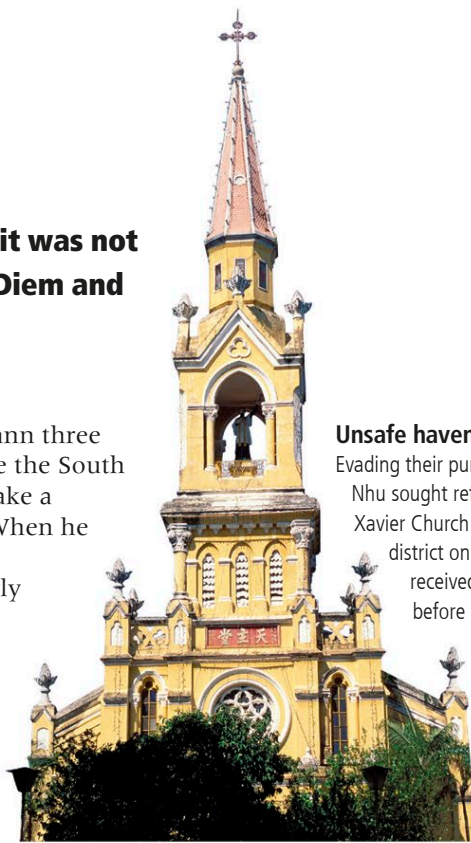 it was not
Diem and
nn three
e the South
ake a
When he
ly
Unsafe haven
Evading their pur
Nhu sought ref
Xavier Church
district on
received
before
天主堂